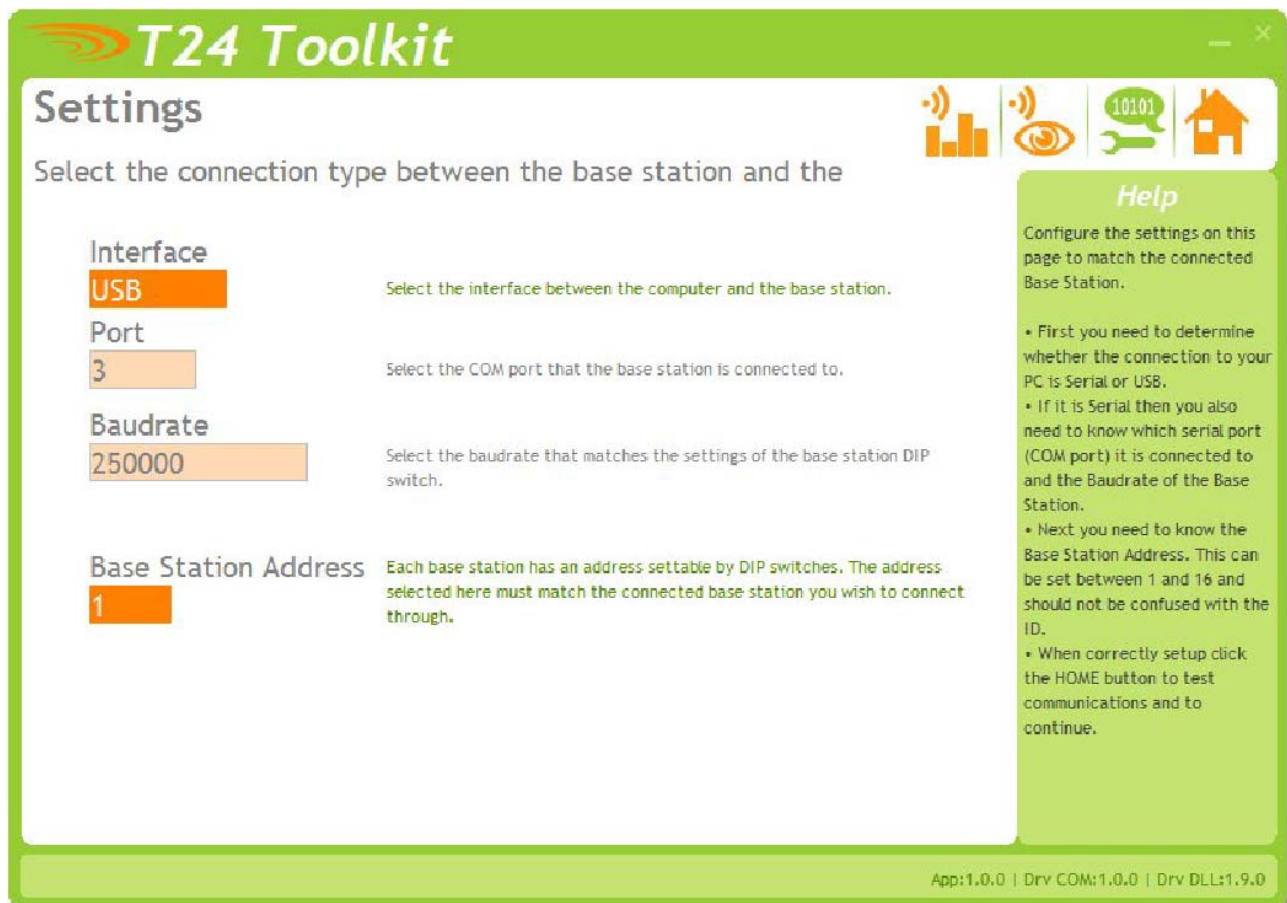 T24 Toolkit
Settings
10101
Select the connection type between the base station and the
Interface
USB
Select the interface between the computer and the base station.
Port
3
Select the COM port that the base station is connected to.
Baudrate
250000
Select the baudrate that matches the settings of the base station DIP
switch.
Base Station Address
1
Each base station has an address settable by DIP switches. The address
selected here must match the connected base station you wish to connect
through.
Help
Configure the settings on this
page to match the connected
Base Station.
• First you need to determine
whether the connection to your
PC is Serial or USB.
• If it is Serial then you also
need to know which serial port
(COM port) it is connected to
and the Baudrate of the Base
Station.
• Next you need to know the
Base Station Address. This can
be set between 1 and 16 and
should not be confused with the
ID.
• When correctly setup click
the HOME button to test
communications and to
continue.
App:1.0.0 | Drv COM:1.0.0 | Drv DLL:1.9.0